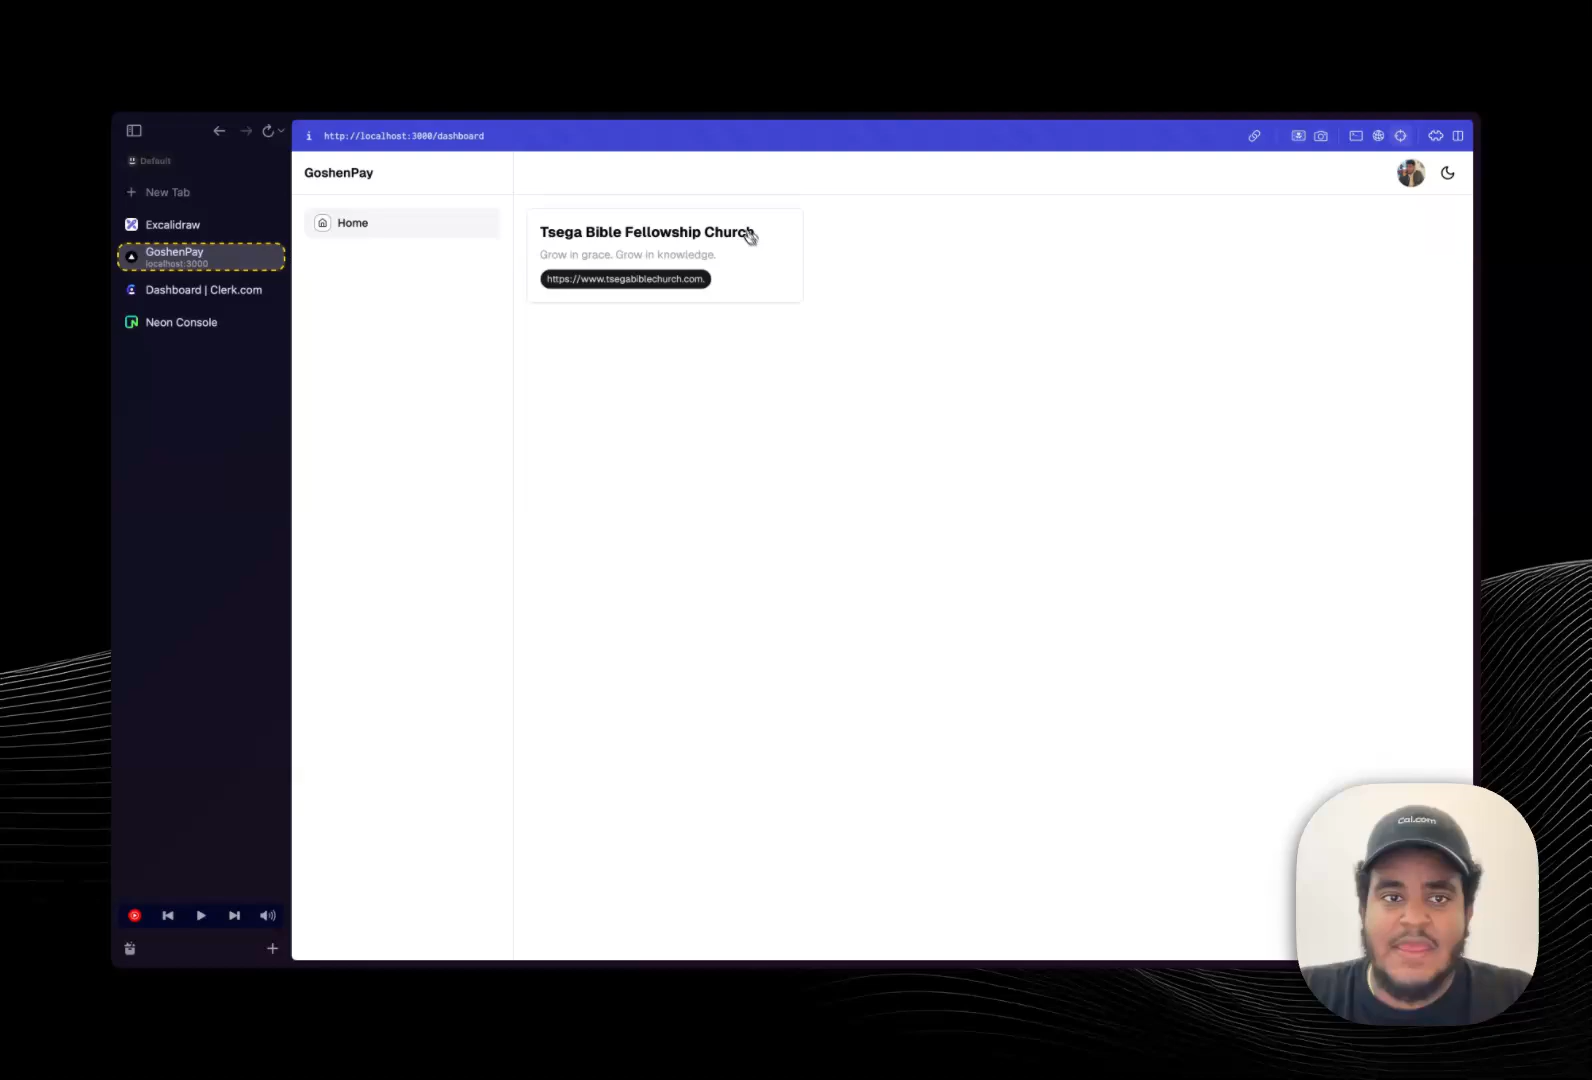 http://localhost:3000/dashboard
Default
New Tab
Excalidraw
GoshenPay
localhost:3000
Dashboard | Clerk.com
Neon Console
GoshenPay
Home
Tsega Bible Fellowship Church
Grow in grace. Grow in knowledge.
https://www.tsegabiblechurch.com.
Cal.com